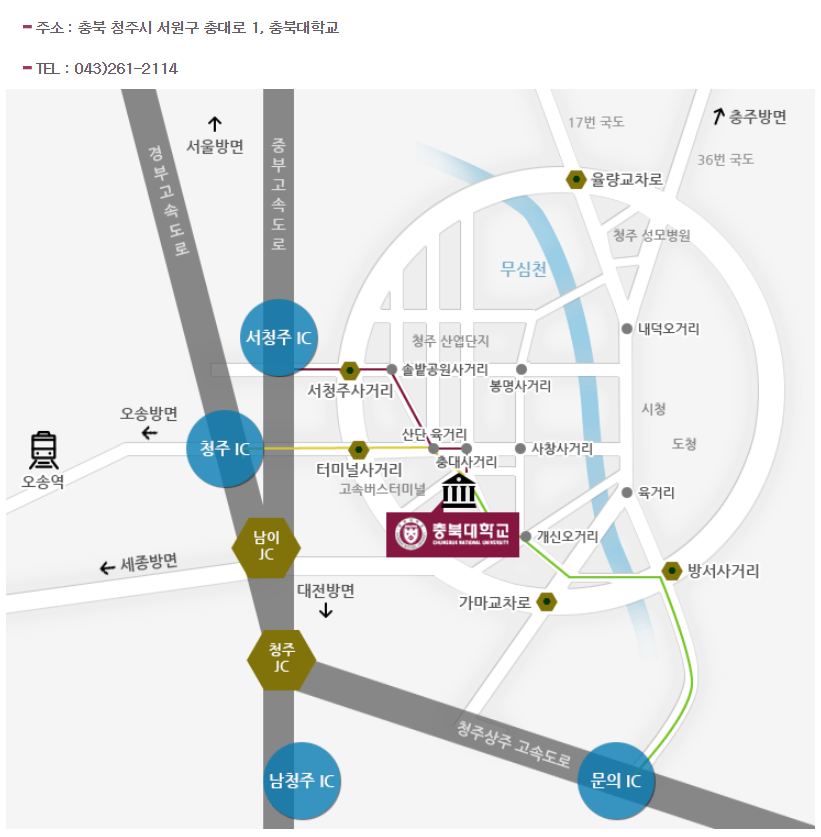 주소 : 충북 청주시 서원구 충대로 1, 충북대학교
TEL : 043)261-2114
17번 국도
충주방면
서울방면
경부고속도로
중부고속도로
36번 국도
율량교차로
청주 성모병원
무심천
서청주 IC
내덕오거리
청주 산업단지
솔밭공원사거리
봉명사거리
서청주사거리
시청
오송방면
산단 육거리
도청
청주 IC
사창사거리
충대사거리
터미널사거리
오송역
고속버스터미널
육거리
충북대학교
CHUNGBUK NATIONAL UNIVERSITY
개신오거리
남이
JC
세종방면
방서사거리
대전방면
가마교차로
청주
JC
청주상주 고속도로
남청주 IC
문의 IC